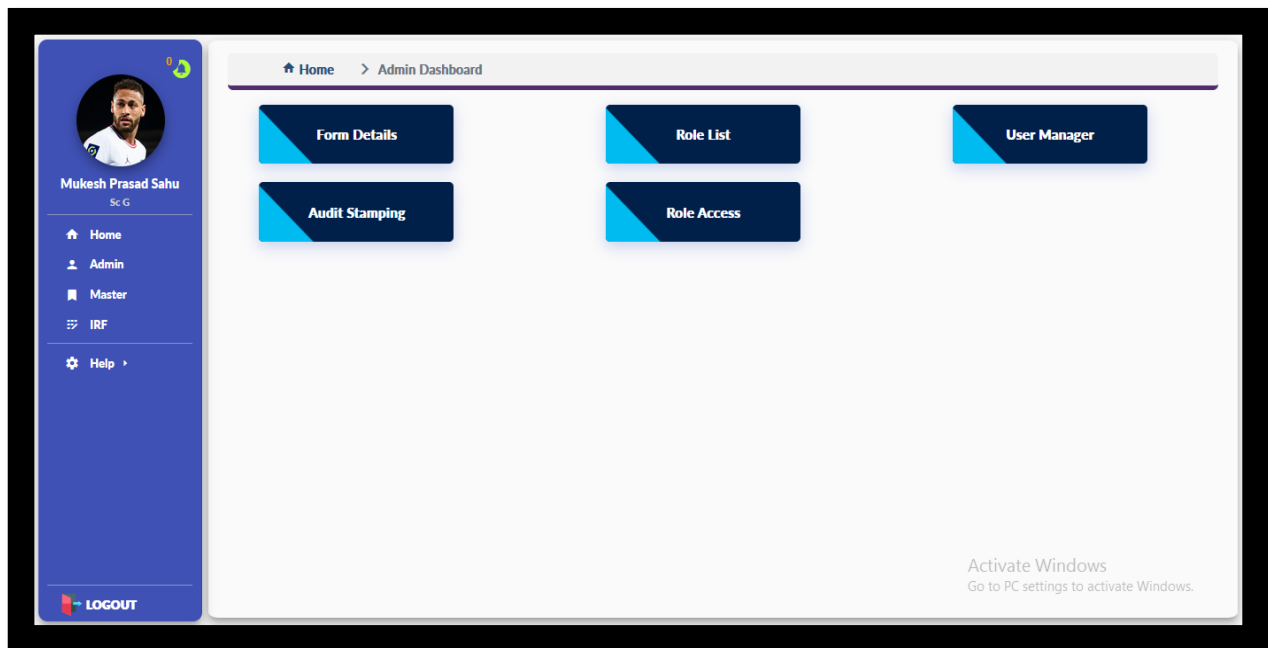 0
Mukesh Prasad Sahu
Sc G
Home
Admin
Master
IRF
Help
LOGOUT
Home > Admin Dashboard
Form Details
Role List
User Manager
Audit Stamping
Role Access
Activate Windows
Go to PC settings to activate Windows.